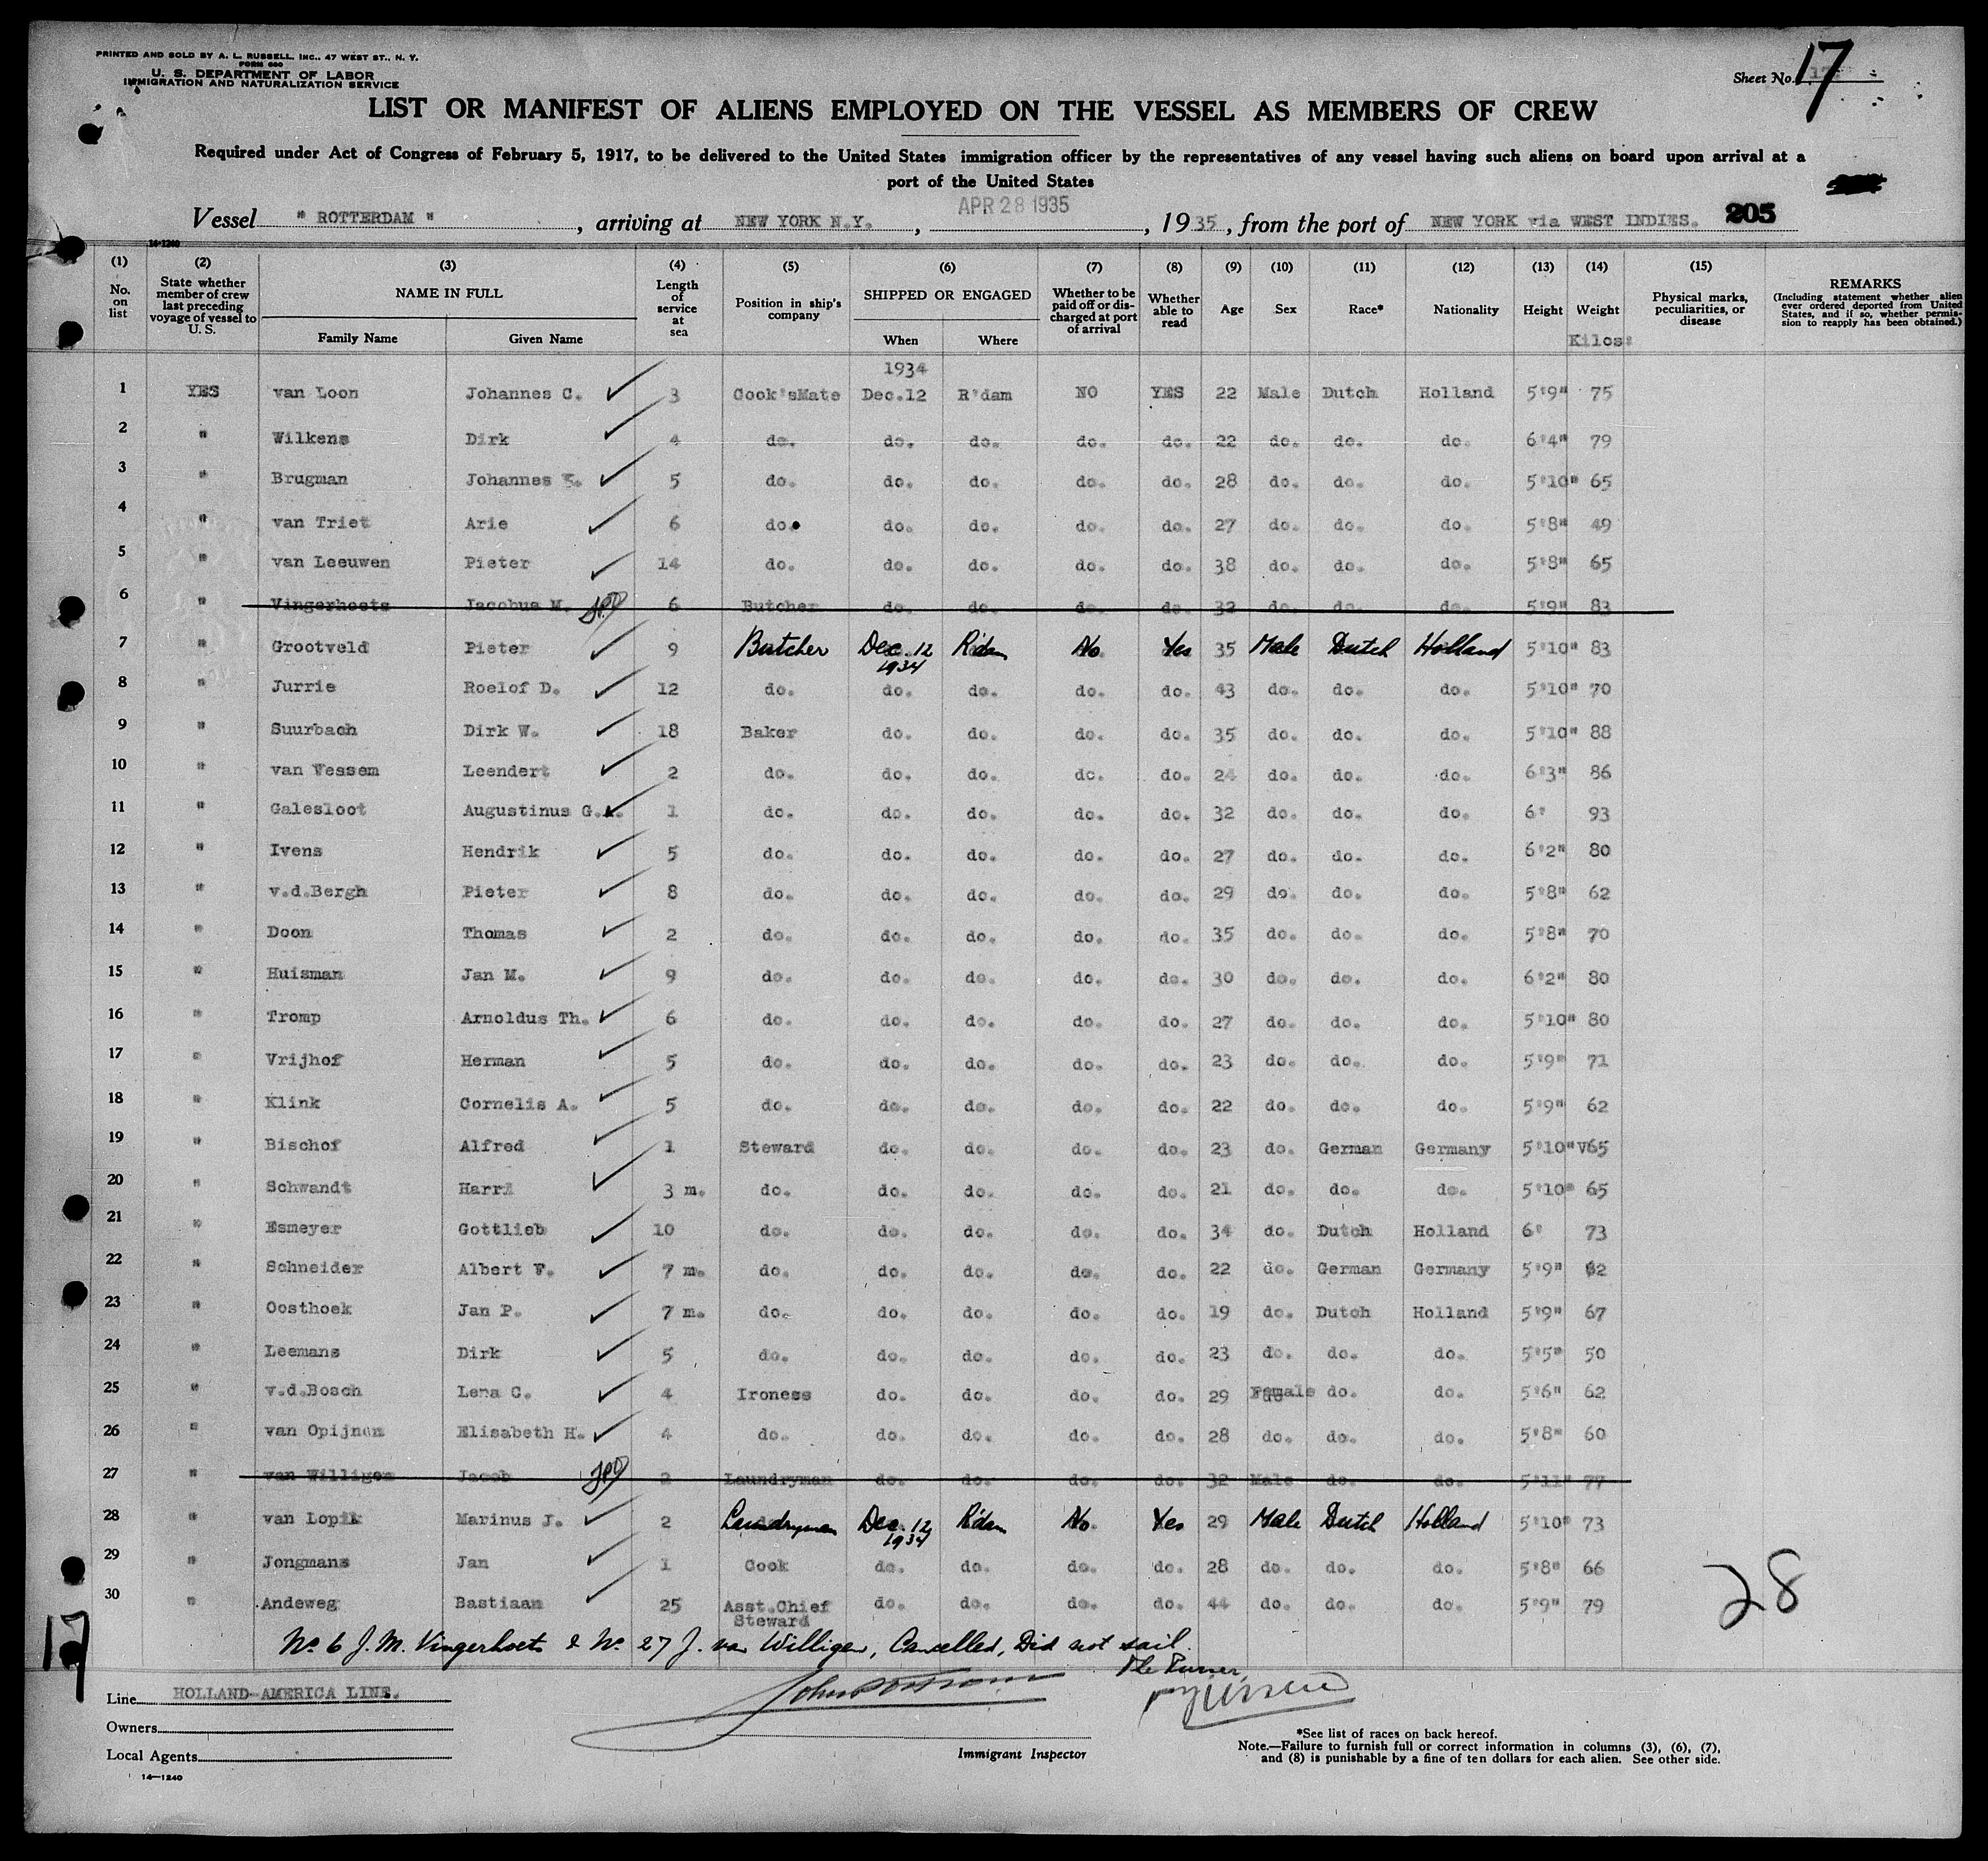 PRINTED AND SOLD BY A. L. RUSSELL, INC., 47 WEST ST., N. Y.
FORM 680
U. S. DEPARTMENT OF LABOR
IMMIGRATION AND NATURALIZATION SERVICE
Sheet No. 17
LIST OR MANIFEST OF ALIENS EMPLOYED ON THE VESSEL AS MEMBERS OF CREW
Required under Act of Congress of February 5, 1917, to be delivered to the United States immigration officer by the representatives of any vessel having such aliens on board upon arrival at a
port of the United States
Vessel " ROTTERDAM " , arriving at NEW YORK N.Y. , APR 28 1935 , 1935 , from the port of NEW YORK via WEST INDIES. 205
14-1240
(1) No. on list (2) State whether member of crew last preceding voyage of vessel to U. S. (3) NAME IN FULL Family Name Given Name (4) Length of service at sea (5) Position in ship's company (6) SHIPPED OR ENGAGED When Where (7) Whether to be paid off or discharged at port of arrival (8) Whether able to read (9) Age (10) Sex (11) Race* (12) Nationality (13) Height (14) Weight Kilos: (15) Physical marks, peculiarities, or disease REMARKS (Including statement whether alien ever ordered deported from United States, and if so, whether permission to reapply has been obtained.)
1934
1 YES van Loon Johannes C. 3 Cook'sMate Dec.12 R'dam NO YES 22 Male Dutch Holland 5'9" 75
2 " Wilkens Dirk 4 do. do. do. do. do. 22 do. do. do. 6'4" 79
3 " Brugman Johannes 5 do. do. do. do. do. 28 do. do. do. 5'10" 65
4 " van Triet Arie 6 do. do. do. do. do. 27 do. do. do. 5'8" 49
5 " van Leeuwen Pieter 14 do. do. do. do. do. 38 do. do. do. 5'8" 65
6 " Vingerhoets Jacobus M. 6 Butcher do. do. do. do. 32 do. do. do. 5'9" 83
7 " Grootveld Pieter 9 Butcher Dec. 12 1934 R'dam No Yes 35 Male Dutch Holland 5'10" 83
8 " Jurrie Roelof D. 12 do. do. do. do. do. 43 do. do. do. 5'10" 70
9 " Suurbach Dirk W. 18 Baker do. do. do. do. 35 do. do. do. 5'10" 88
10 " van Wessem Leendert 2 do. do. do. do. do. 24 do. do. do. 6'3" 86
11 " Galesloot Augustinus G.A. 1 do. do. do. do. do. 32 do. do. do. 6' 93
12 " Ivens Hendrik 5 do. do. do. do. do. 27 do. do. do. 6'2" 80
13 " v.d.Bergh Pieter 8 do. do. do. do. do. 29 do. do. do. 5'8" 62
14 " Doon Thomas 2 do. do. do. do. do. 35 do. do. do. 5'8" 70
15 " Huisman Jan M. 9 do. do. do. do. do. 30 do. do. do. 6'2" 80
16 " Tromp Arnoldus Th. 6 do. do. do. do. do. 27 do. do. do. 5'10" 80
17 " Vrijhof Herman 5 do. do. do. do. do. 23 do. do. do. 5'9" 71
18 " Klink Cornelis A. 5 do. do. do. do. do. 22 do. do. do. 5'9" 62
19 " Bischof Alfred 1 Steward do. do. do. do. 23 do. German Germany 5'10" V65
20 " Schwandt Harri 3 m. do. do. do. do. do. 21 do. do. do. 5'10" 65
21 " Esmeyer Gottlieb 10 do. do. do. do. do. 34 do. Dutch Holland 6' 73
22 " Schneider Albert F. 7 m. do. do. do. do. do. 22 do. German Germany 5'9" 62
23 " Oosthoek Jan P. 7 m. do. do. do. do. do. 19 do. Dutch Holland 5'9" 67
24 " Leemans Dirk 5 do. do. do. do. do. 23 do. do. do. 5'5" 50
25 " v.d.Bosch Lena C. 4 Ironess do. do. do. do. 29 Female do. do. 5'6" 62
26 " van Opijnen Elisabeth H. 4 do. do. do. do. do. 28 do. do. do. 5'8" 60
27 " van Willigen Jacob 2 Laundryman do. do. do. do. 32 Male do. do. 5'11" 77
28 " van Lopik Marinus J. 2 Laundryman Dec. 12 1934 R'dam No. Yes 29 Male Dutch Holland 5'10" 73
29 " Jongmans Jan 1 Cook do. do. do. do. 28 do. do. do. 5'8" 66
30 " Andeweg Bastiaan 25 Asst.Chief Steward do. do. do. do. 44 do. do. do. 5'9" 79
28
No. 6 J. M. Vingerhoets & No. 27 J. van Willigen, Cancelled, Did not sail.
The Purser,
17
Line HOLLAND-AMERICA LINE.
Owners
Local Agents
Immigrant Inspector
*See list of races on back hereof.
Note.—Failure to furnish full or correct information in columns (3), (6), (7),
and (8) is punishable by a fine of ten dollars for each alien. See other side.
14—1240